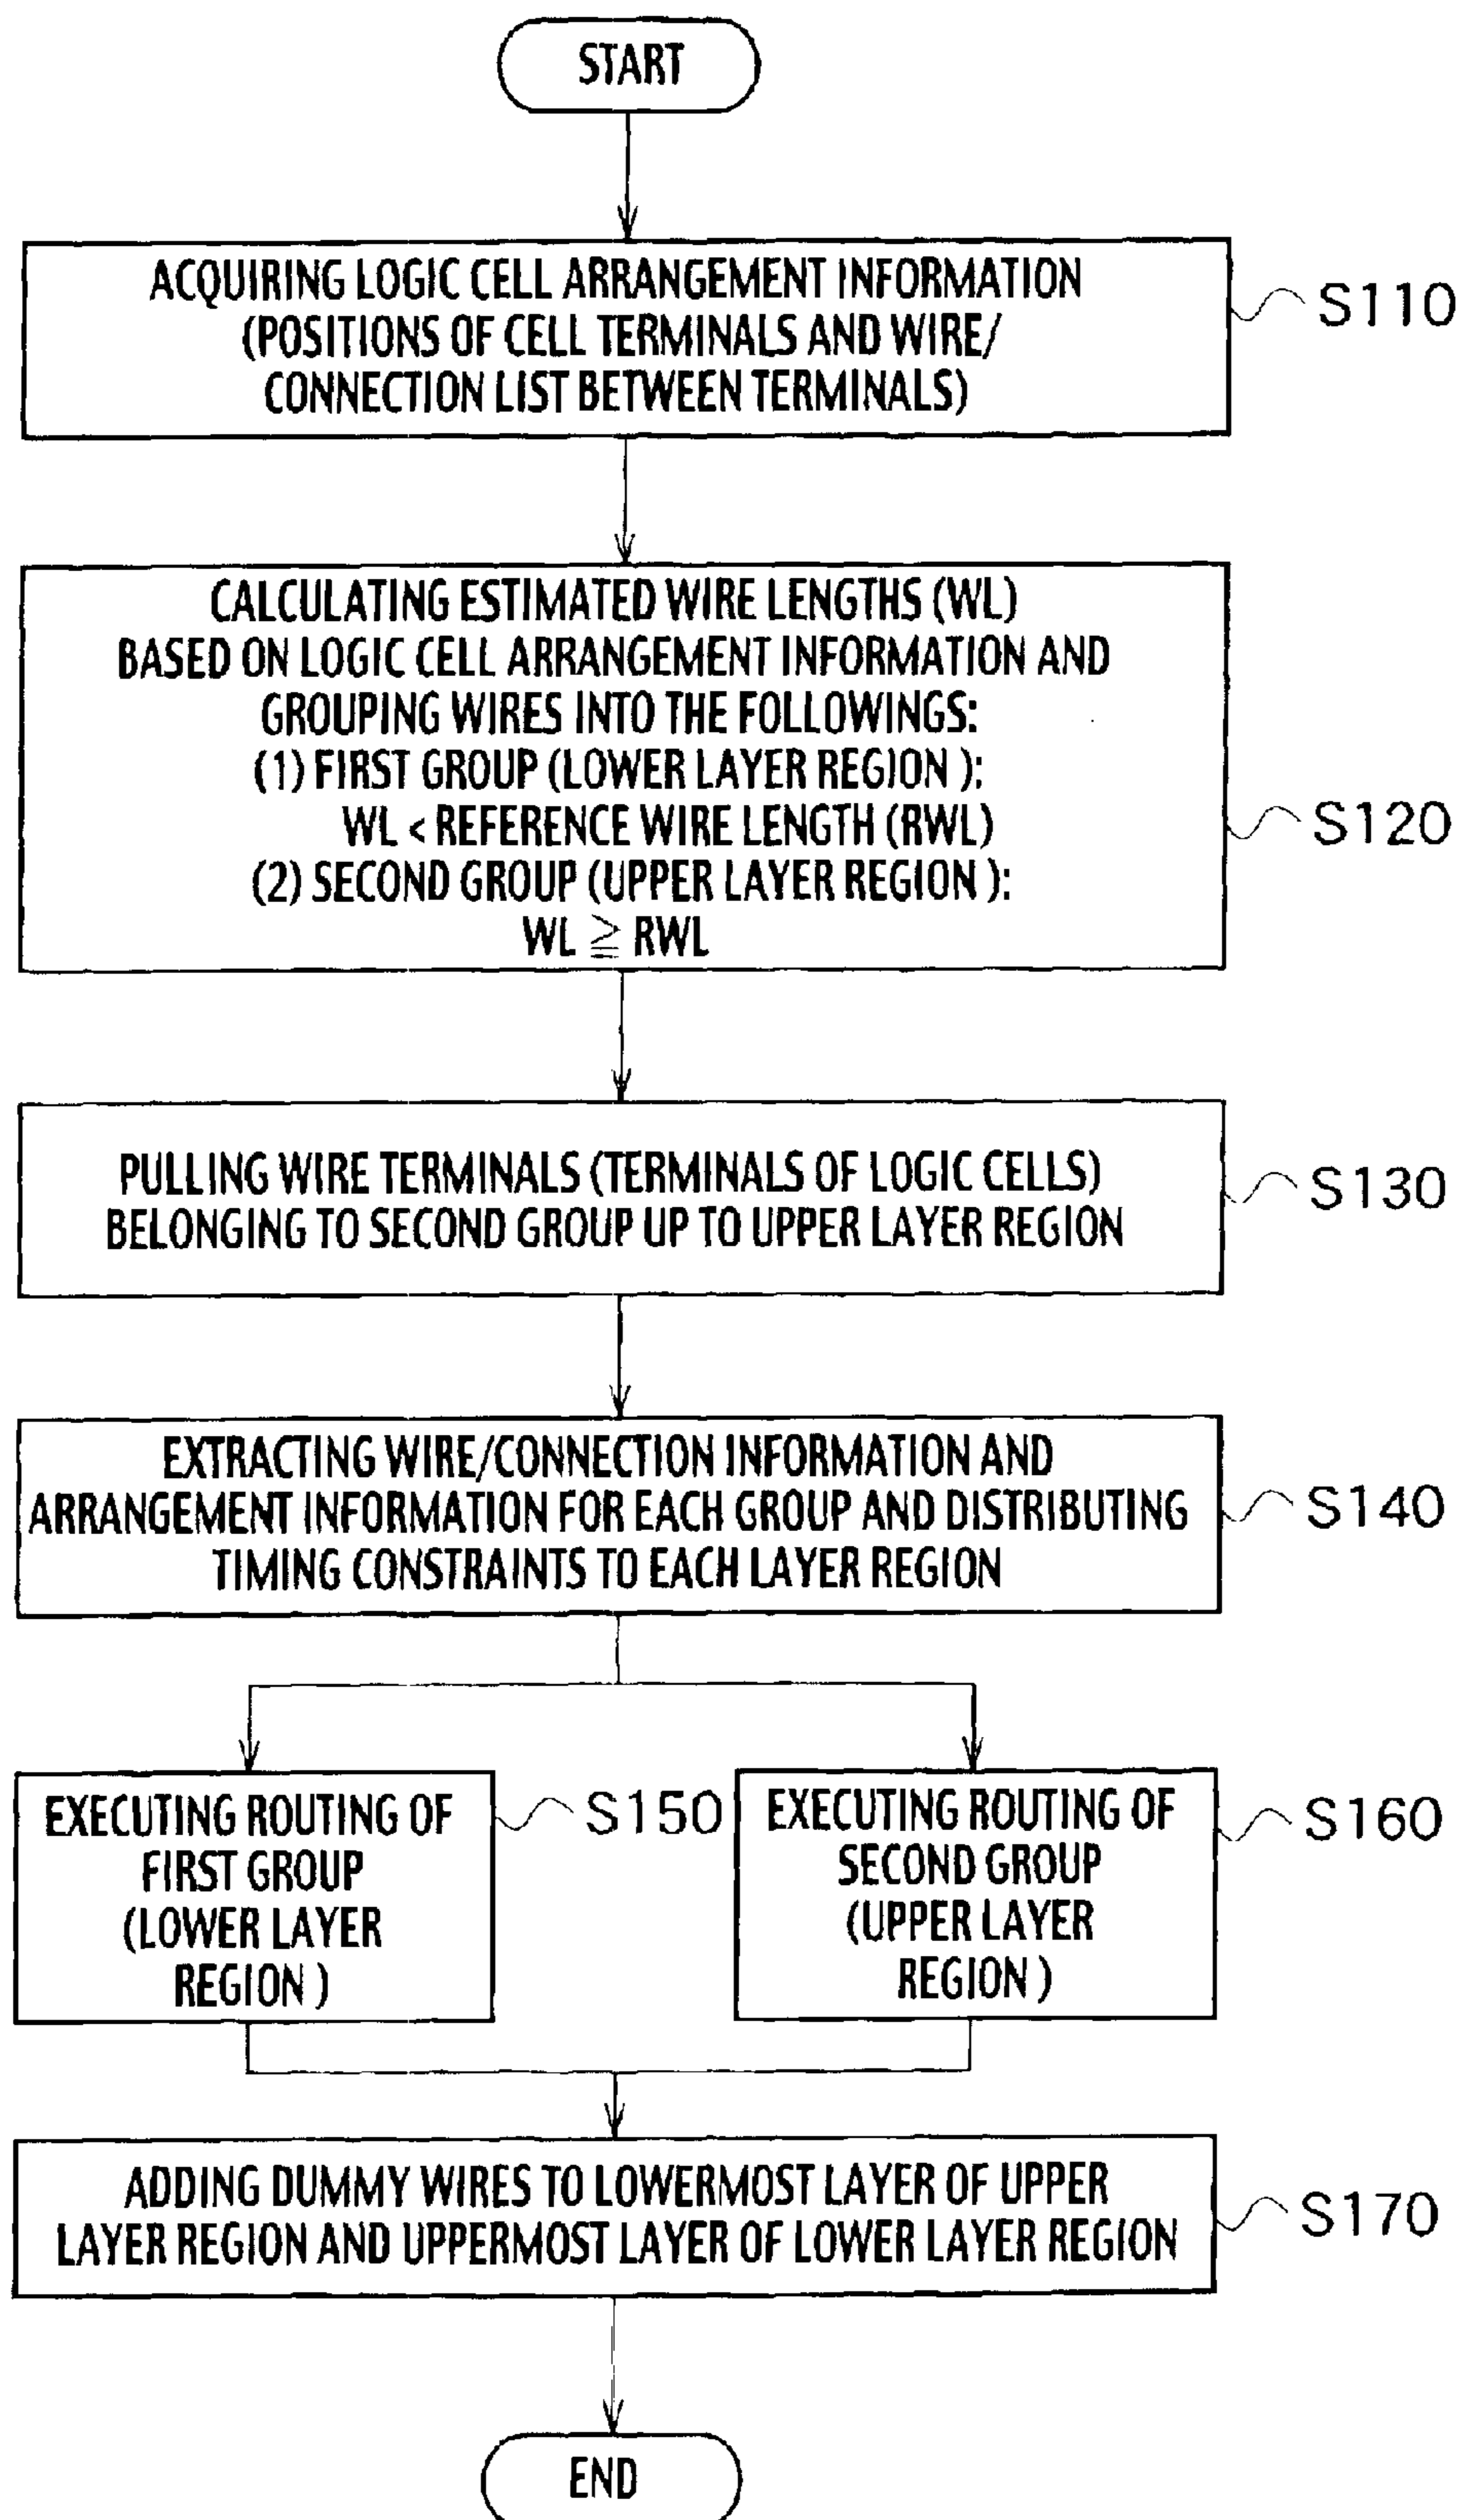 START
ACQUIRING LOGIC CELL ARRANGEMENT INFORMATION
(POSITIONS OF CELL TERMINALS AND WIRE/
CONNECTION LIST BETWEEN TERMINALS)
S110
CALCULATING ESTIMATED WIRE LENGTHS (WL)
BASED ON LOGIC CELL ARRANGEMENT INFORMATION AND
GROUPING WIRES INTO THE FOLLOWINGS:
(1) FIRST GROUP (LOWER LAYER REGION ):
WL < REFERENCE WIRE LENGTH (RWL)
(2) SECOND GROUP (UPPER LAYER REGION ):
WL ≧ RWL
S120
PULLING WIRE TERMINALS (TERMINALS OF LOGIC CELLS)
BELONGING TO SECOND GROUP UP TO UPPER LAYER REGION
S130
EXTRACTING WIRE/CONNECTION INFORMATION AND
ARRANGEMENT INFORMATION FOR EACH GROUP AND DISTRIBUTING
TIMING CONSTRAINTS TO EACH LAYER REGION
S140
EXECUTING ROUTING OF
FIRST GROUP
(LOWER LAYER
REGION )
S150
EXECUTING ROUTING OF
SECOND GROUP
(UPPER LAYER
REGION )
S160
ADDING DUMMY WIRES TO LOWERMOST LAYER OF UPPER
LAYER REGION AND UPPERMOST LAYER OF LOWER LAYER REGION
S170
END